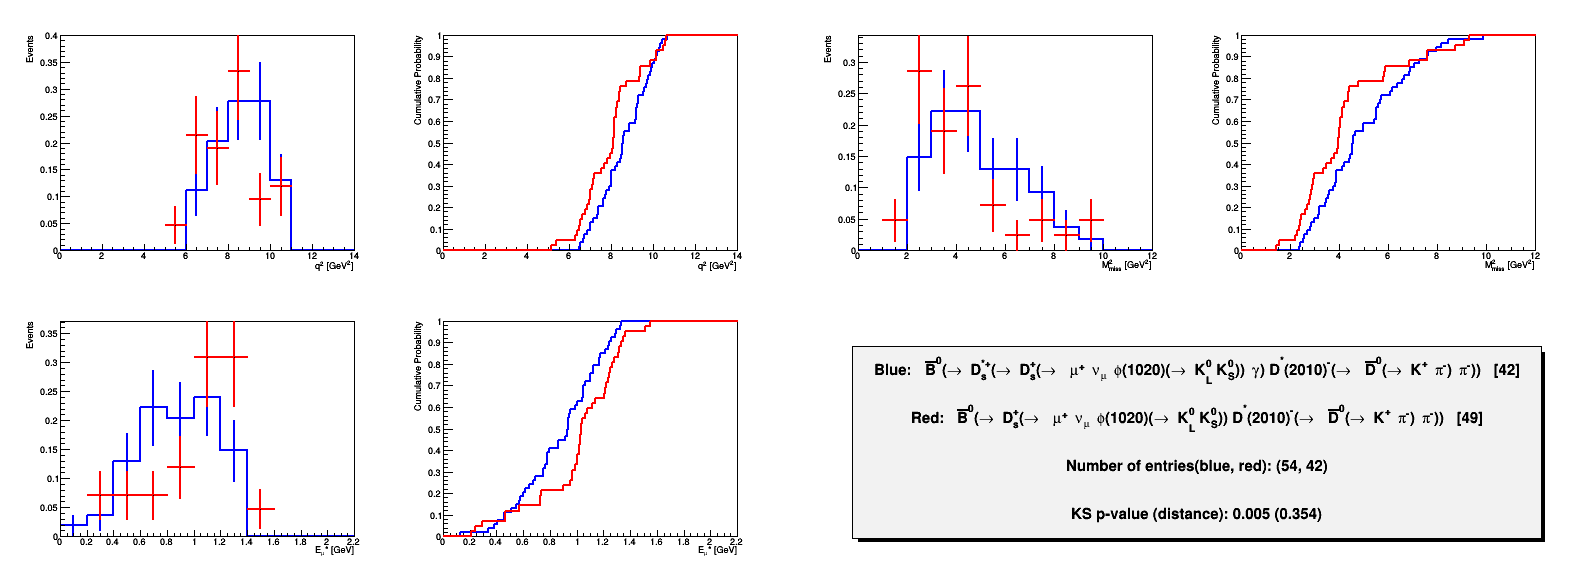 Events
0.4
0.35
0.3
0.25
0.2
0.15
0.1
0.05
0
0 2 4 6 8 10 12 14
q² [GeV²]
Cumulative Probability
1
0.9
0.8
0.7
0.6
0.5
0.4
0.3
0.2
0.1
0
0 2 4 6 8 10 12 14
q² [GeV²]
Events
0.3
0.25
0.2
0.15
0.1
0.05
0
0 2 4 6 8 10 12
M²miss [GeV²]
Cumulative Probability
1
0.9
0.8
0.7
0.6
0.5
0.4
0.3
0.2
0.1
0
0 2 4 6 8 10 12
M²miss [GeV²]
Events
0.35
0.3
0.25
0.2
0.15
0.1
0.05
0
0 0.2 0.4 0.6 0.8 1 1.2 1.4 1.6 1.8 2 2.2
Eμ* [GeV]
Cumulative Probability
1
0.9
0.8
0.7
0.6
0.5
0.4
0.3
0.2
0.1
0
0 0.2 0.4 0.6 0.8 1 1.2 1.4 1.6 1.8 2 2.2
Eμ* [GeV]
Blue: B̅⁰(→ Dₛ*⁺(→ Dₛ⁺(→ μ⁺ νμ ϕ(1020)(→ K⁰L K⁰S)) γ) D*(2010)⁻(→ D̅⁰(→ K⁺ π⁻) π⁻)) [42]
Red: B̅⁰(→ Dₛ⁺(→ μ⁺ νμ ϕ(1020)(→ K⁰L K⁰S)) D*(2010)⁻(→ D̅⁰(→ K⁺ π⁻) π⁻)) [49]
Number of entries(blue, red): (54, 42)
KS p-value (distance): 0.005 (0.354)